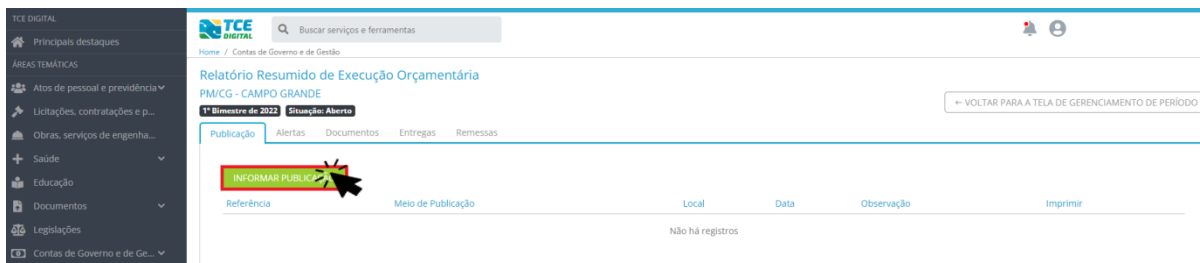 TCE DIGITAL
Principais destaques
ÁREAS TEMÁTICAS
Atos de pessoal e previdência
Licitações, contratações e p...
Obras, serviços de engenha...
Saúde
Educação
Documentos
Legislações
Contas de Governo e de Ge...
TCE
DIGITAL
Buscar serviços e ferramentas
Home / Contas de Governo e de Gestão
Relatório Resumido de Execução Orçamentária
PM/CG - CAMPO GRANDE
1º Bimestre de 2022 Situação: Aberto
← VOLTAR PARA A TELA DE GERENCIAMENTO DE PERÍODO
Publicação Alertas Documentos Entregas Remessas
INFORMAR PUBLICAÇÃO
Referência Meio de Publicação Local Data Observação Imprimir
Não há registros